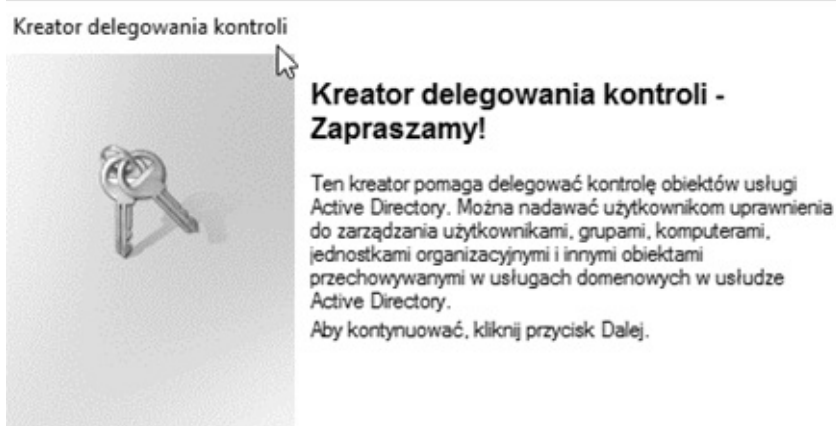 Kreator delegowania kontroli
Kreator delegowania kontroli -
Zapraszamy!
Ten kreator pomaga delegować kontrolę obiektów usługi
Active Directory. Można nadawać użytkownikom uprawnienia
do zarządzania użytkownikami, grupami, komputerami,
jednostkami organizacyjnymi i innymi obiektami
przechowywanymi w usługach domenowych w usłudze
Active Directory.
Aby kontynuować, kliknij przycisk Dalej.